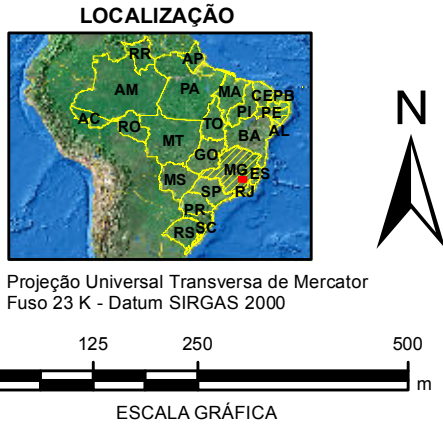 LOCALIZAÇÃO
RR AP
AM PA MA CE PB
PI PE
AC RO TO AL
MT BA
GO
MG ES
MS SP RJ
PR
SC
RS
N
Projeção Universal Transversa de Mercator
Fuso 23 K - Datum SIRGAS 2000
125 250 500
m
ESCALA GRÁFICA